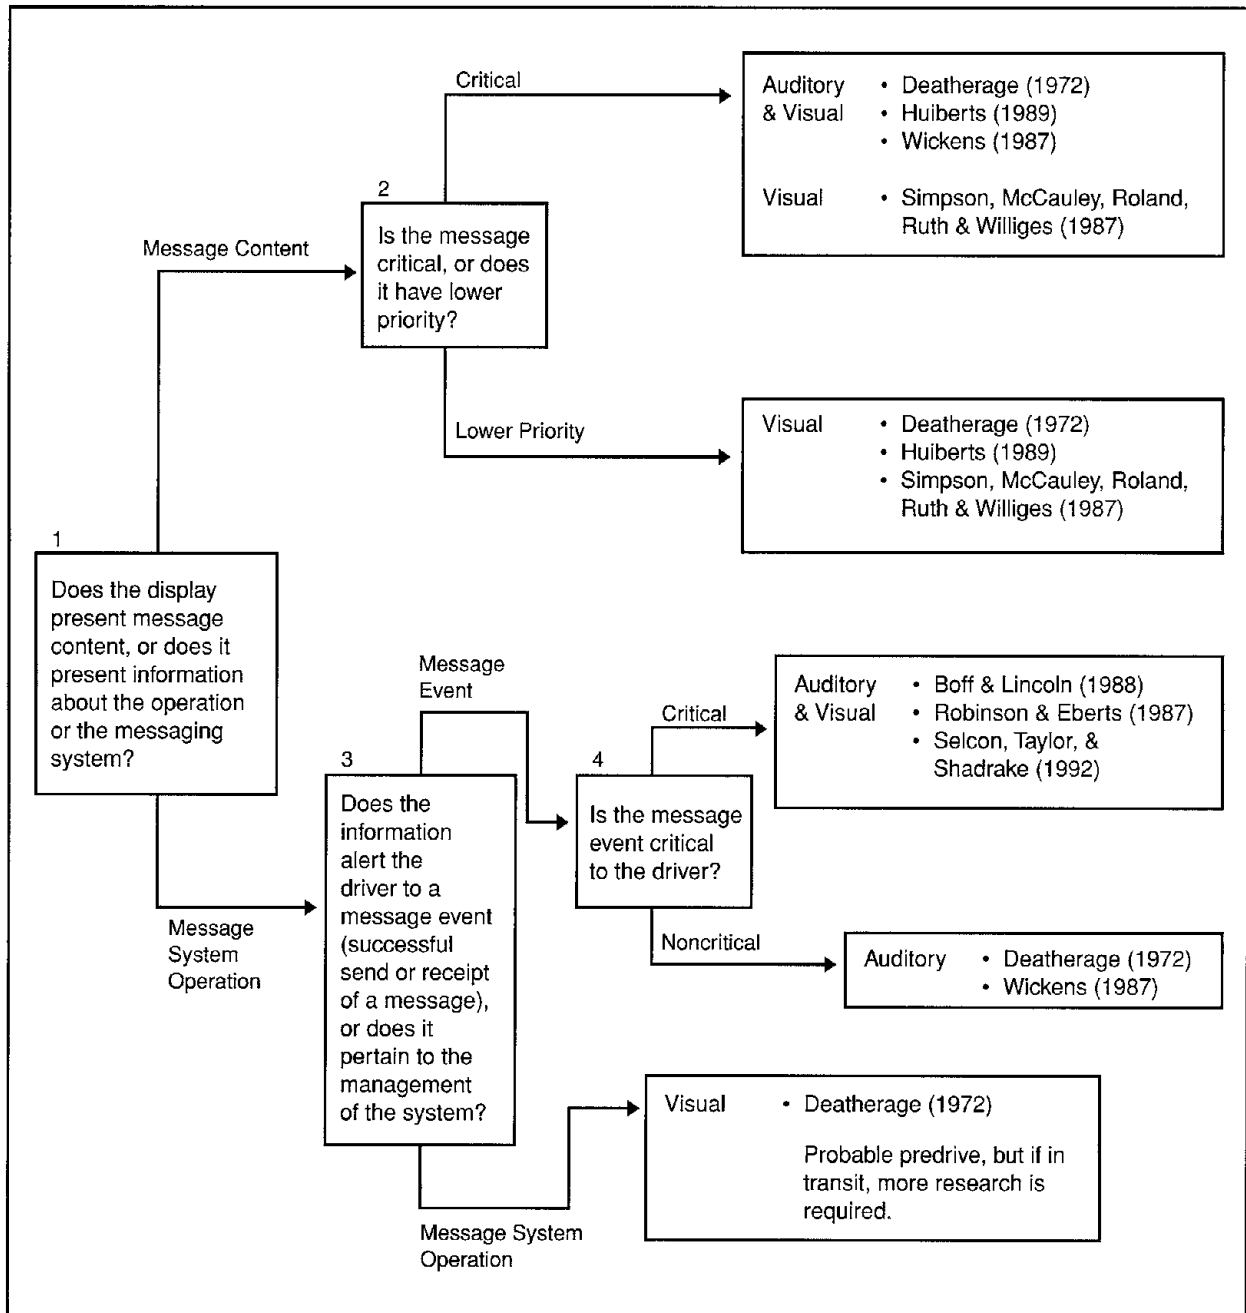 Critical
Auditory & Visual
• Deatherage (1972)
• Huiberts (1989)
• Wickens (1987)
Visual
• Simpson, McCauley, Roland,
Ruth & Williges (1987)
2
Is the message
critical, or does
it have lower
priority?
Message Content
Lower Priority
Visual
• Deatherage (1972)
• Huiberts (1989)
• Simpson, McCauley, Roland,
Ruth & Williges (1987)
1
Does the display
present message
content, or does it
present information
about the operation
or the messaging
system?
Message
System
Operation
3
Does the
information
alert the
driver to a
message event
(successful
send or receipt
of a message),
or does it
pertain to the
management
of the system?
Message
Event
4
Is the message
event critical
to the driver?
Critical
Auditory
& Visual
• Boff & Lincoln (1988)
• Robinson & Eberts (1987)
• Selcon, Taylor, &
Shadrake (1992)
Noncritical
Auditory
• Deatherage (1972)
• Wickens (1987)
Message System
Operation
Visual
• Deatherage (1972)
Probable predrive, but if in
transit, more research is
required.